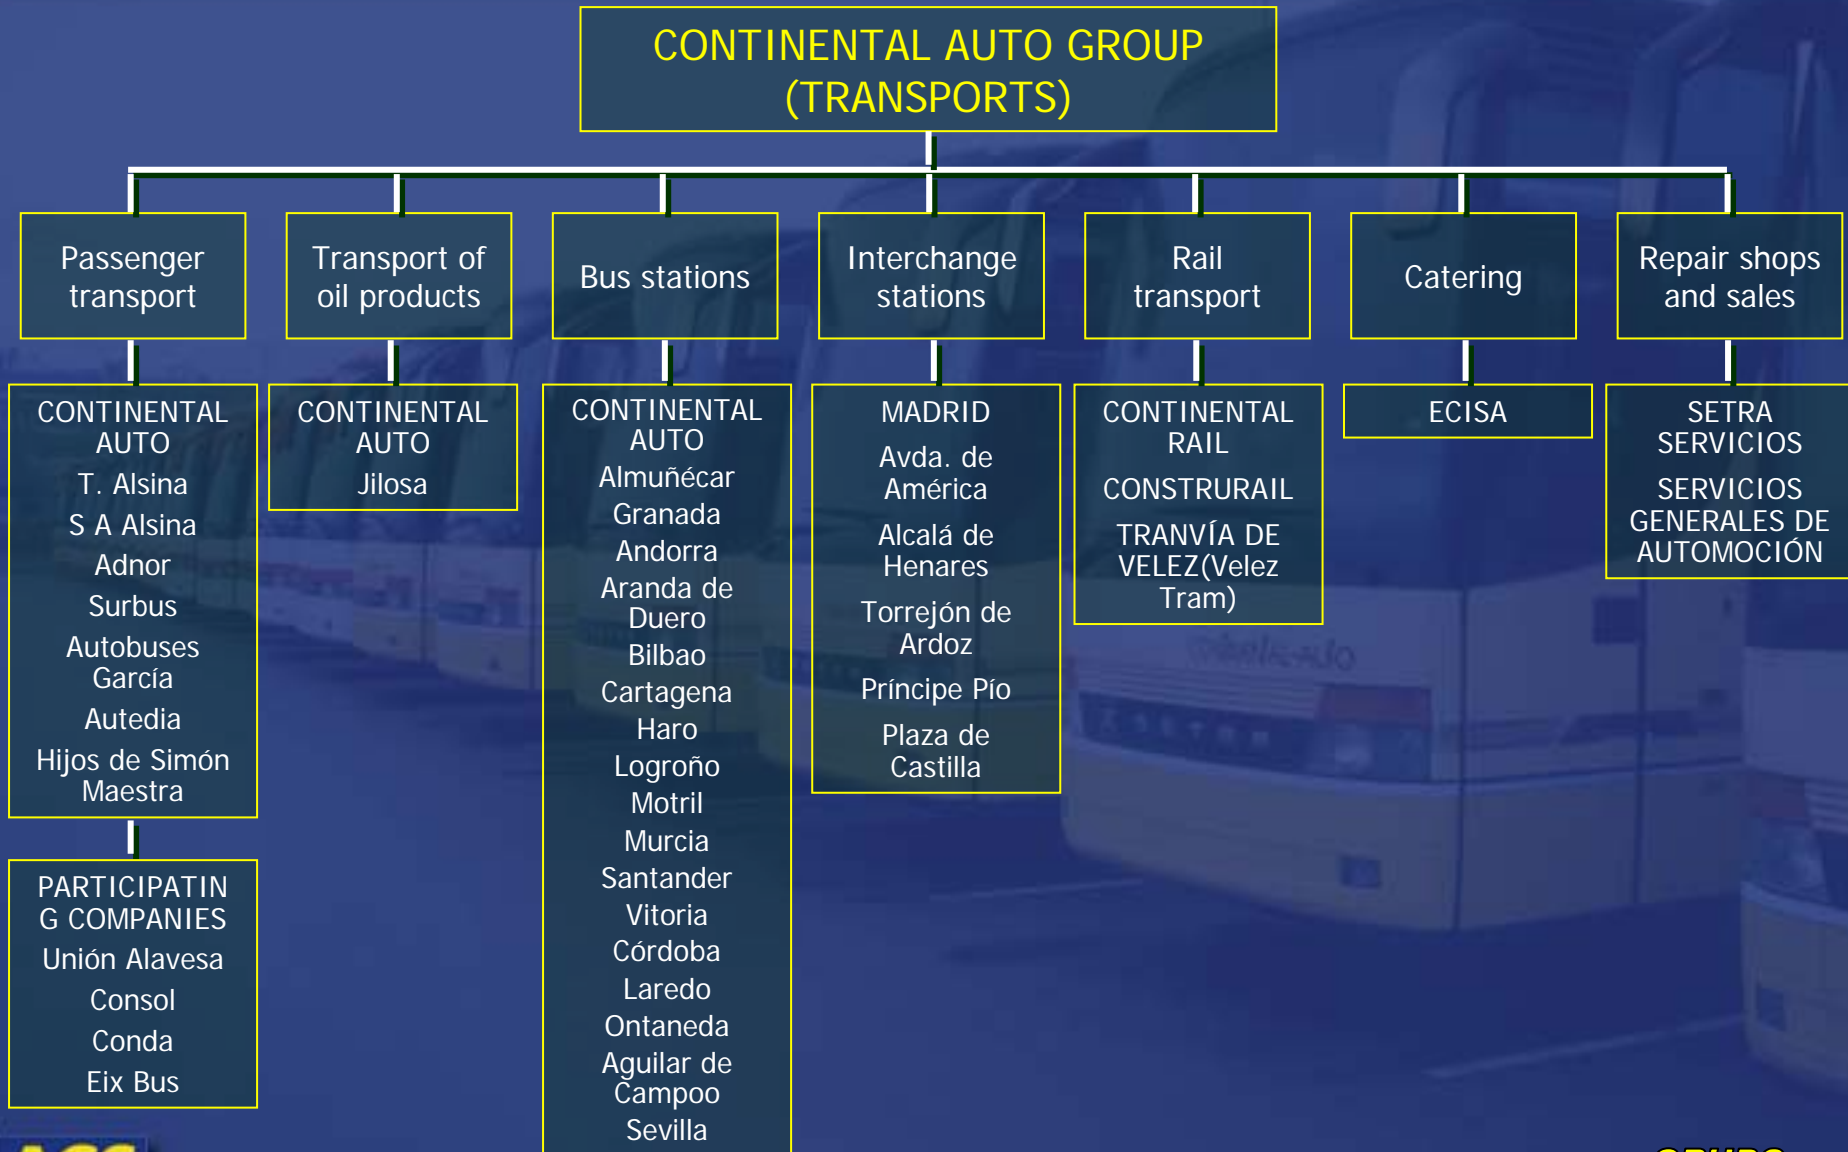 CONTINENTAL AUTO GROUP
(TRANSPORTS)
Passenger
transport
Transport of
oil products
Bus stations
Interchange
stations
Rail
transport
Catering
Repair shops
and sales
CONTINENTAL
AUTO
T. Alsina
S A Alsina
Adnor
Surbus
Autobuses
García
Autedia
Hijos de Simón
Maestra
PARTICIPATIN
G COMPANIES
Unión Alavesa
Consol
Conda
Eix Bus
CONTINENTAL
AUTO
Jilosa
CONTINENTAL
AUTO
Almuñécar
Granada
Andorra
Aranda de
Duero
Bilbao
Cartagena
Haro
Logroño
Motril
Murcia
Santander
Vitoria
Córdoba
Laredo
Ontaneda
Aguilar de
Campoo
Sevilla
MADRID
Avda. de
América
Alcalá de
Henares
Torrejón de
Ardoz
Príncipe Pío
Plaza de
Castilla
CONTINENTAL
RAIL
CONSTRURAIL
TRANVÍA DE
VELEZ(Velez
Tram)
ECISA
SETRA
SERVICIOS
SERVICIOS
GENERALES DE
AUTOMOCIÓN
SETRA
GRUPO